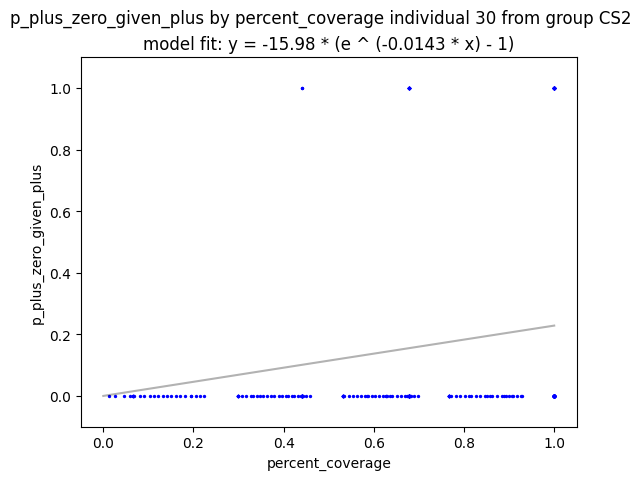 p_plus_zero_given_plus by percent_coverage individual 30 from group CS2
model fit: y = -15.98 * (e ^ (-0.0143 * x) - 1)
1.0
0.8
0.6
0.4
0.2
0.0
p_plus_zero_given_plus
0.0 0.2 0.4 0.6 0.8 1.0
percent_coverage